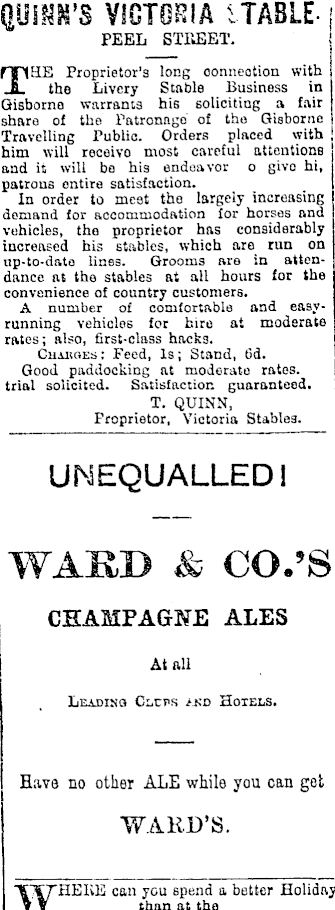 QUINN'S VICTORIA STABLE.
PEEL STREET.
THE Proprietor's long connection with
the Livery Stable Business in
Gisborne warrants his soliciting a fair
share of the Patronage of the Gisborne
Travelling Public. Orders placed with
him will receive most careful attentions
and it will be his endeavor o give hi,
patrons entire satisfaction.
In order to meet the largely increasing
demand for accommodation for horses and
vehicles, the proprietor has considerably
increased his stables, which are run on
up-to-date lines. Grooms are in atten-
dance at the stables at all hours for the
convenience of country customers.
A number of comfortable and easy-
running vehicles for hire at moderate
rates; also, first-class hacks.
CHARGES: Feed, 1s; Stand, 6d.
Good paddocking at moderate rates.
trial solicited. Satisfaction guaranteed.
T. QUINN,
Proprietor, Victoria Stables.
UNEQUALLED!
WARD & CO.'S
CHAMPAGNE ALES
At all
LEADING CLUBS AND HOTELS.
Have no other ALE while you can get
WARD'S.
WHERE can you spend a better Holiday
than at the